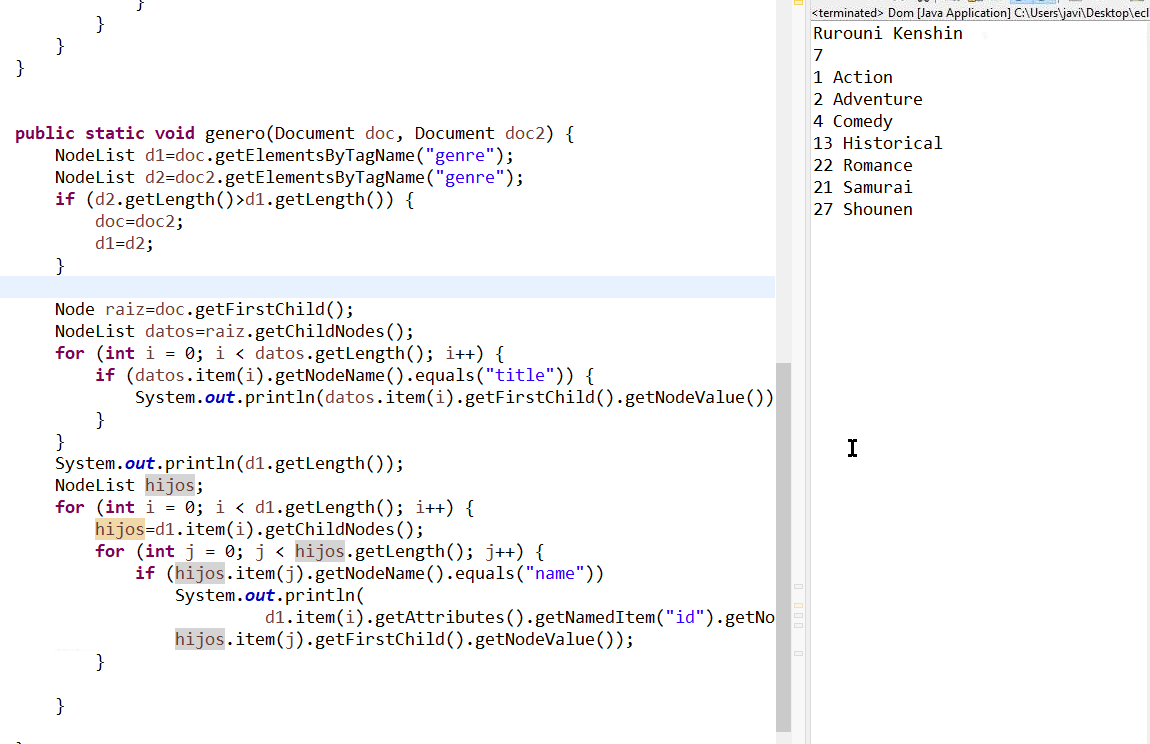 }
}
}
}
public static void genero(Document doc, Document doc2) {
NodeList d1=doc.getElementsByTagName("genre");
NodeList d2=doc2.getElementsByTagName("genre");
if (d2.getLength()>d1.getLength()) {
doc=doc2;
d1=d2;
}
Node raiz=doc.getFirstChild();
NodeList datos=raiz.getChildNodes();
for (int i = 0; i < datos.getLength(); i++) {
if (datos.item(i).getNodeName().equals("title")) {
System.out.println(datos.item(i).getFirstChild().getNodeValue())
}
}
System.out.println(d1.getLength());
NodeList hijos;
for (int i = 0; i < d1.getLength(); i++) {
hijos=d1.item(i).getChildNodes();
for (int j = 0; j < hijos.getLength(); j++) {
if (hijos.item(j).getNodeName().equals("name"))
System.out.println(
d1.item(i).getAttributes().getNamedItem("id").getNo
hijos.item(j).getFirstChild().getNodeValue());
}
}
<terminated> Dom [Java Application] C:\Users\javi\Desktop\ecl
Rurouni Kenshin
7
1 Action
2 Adventure
4 Comedy
13 Historical
22 Romance
21 Samurai
27 Shounen